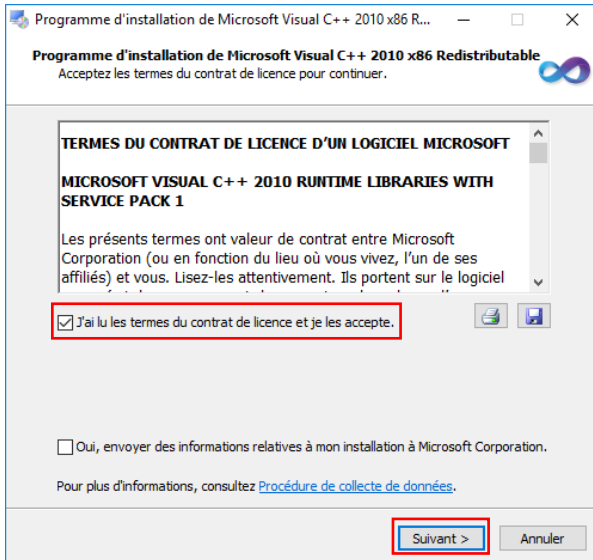 Programme d'installation de Microsoft Visual C++ 2010 x86 R...
Programme d'installation de Microsoft Visual C++ 2010 x86 Redistributable
Acceptez les termes du contrat de licence pour continuer.
TERMES DU CONTRAT DE LICENCE D'UN LOGICIEL MICROSOFT
MICROSOFT VISUAL C++ 2010 RUNTIME LIBRARIES WITH
SERVICE PACK 1
Les présents termes ont valeur de contrat entre Microsoft
Corporation (ou en fonction du lieu où vous vivez, l'un de ses
affiliés) et vous. Lisez-les attentivement. Ils portent sur le logiciel
J'ai lu les termes du contrat de licence et je les accepte.
Oui, envoyer des informations relatives à mon installation à Microsoft Corporation.
Pour plus d'informations, consultez Procédure de collecte de données.
Suivant >
Annuler